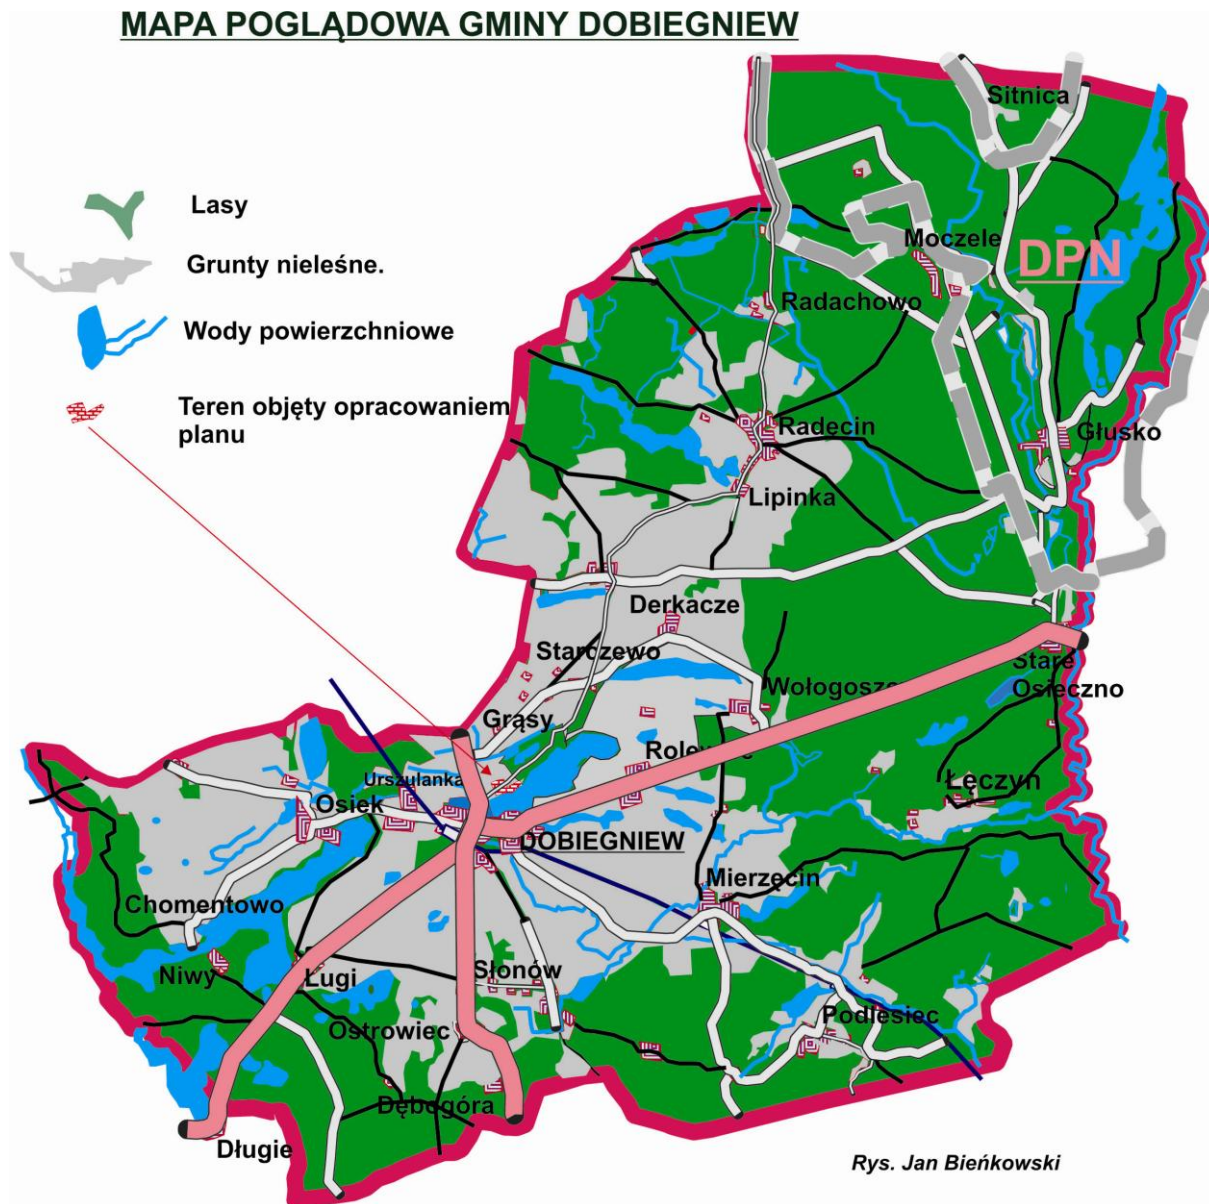 MAPA POGLĄDOWA GMINY DOBIEGNIEW
Sitnica
Lasy
Grunty nieleśne.
Moczele
DPN
Radachowo
Wody powierzchniowe
Teren objęty opracowaniem
planu
Radęcin
Głusko
Lipinka
Derkacze
Starczewo
Stare
Osieczno
Grąsy
Urszulanka
Łęczyn
Osiek
DOBIEGNIEW
Mierzęcin
Chomentowo
Niwy
Ługi
Słonów
Ostrowiec
Podlesiec
Dębogóra
Długie
Rys. Jan Bieńkowski